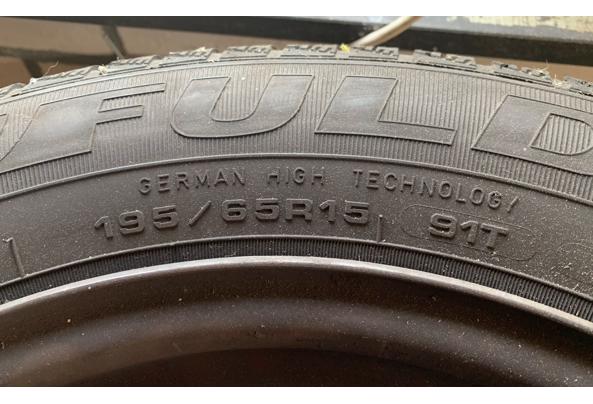 FULD
GERMAN HIGH TECHNOLOGY
195/65R15 91T